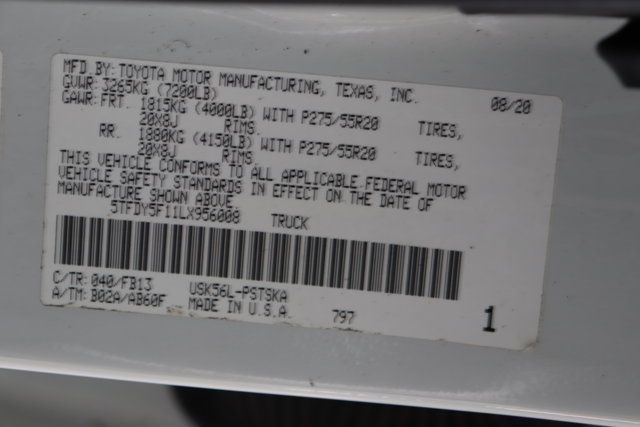 MFD BY: TOYOTA MOTOR MANUFACTURING, TEXAS, INC. 08/20
GVWR: 3265KG (7200LB)
GAWR: FRT. 1815KG (4000LB) WITH P275/55R20 TIRES,
20X8J RIMS.
RR. 1880KG (4150LB) WITH P275/55R20 TIRES,
20X8J RIMS.
THIS VEHICLE CONFORMS TO ALL APPLICABLE FEDERAL MOTOR
VEHICLE SAFETY STANDARDS IN EFFECT ON THE DATE OF
MANUFACTURE SHOWN ABOVE.
5TFDY5F11LX956008 TRUCK
C/TR: 040/FB13 USK56L-PSTSKA
A/TM: B02A/AB60F MADE IN U.S.A. 797 1